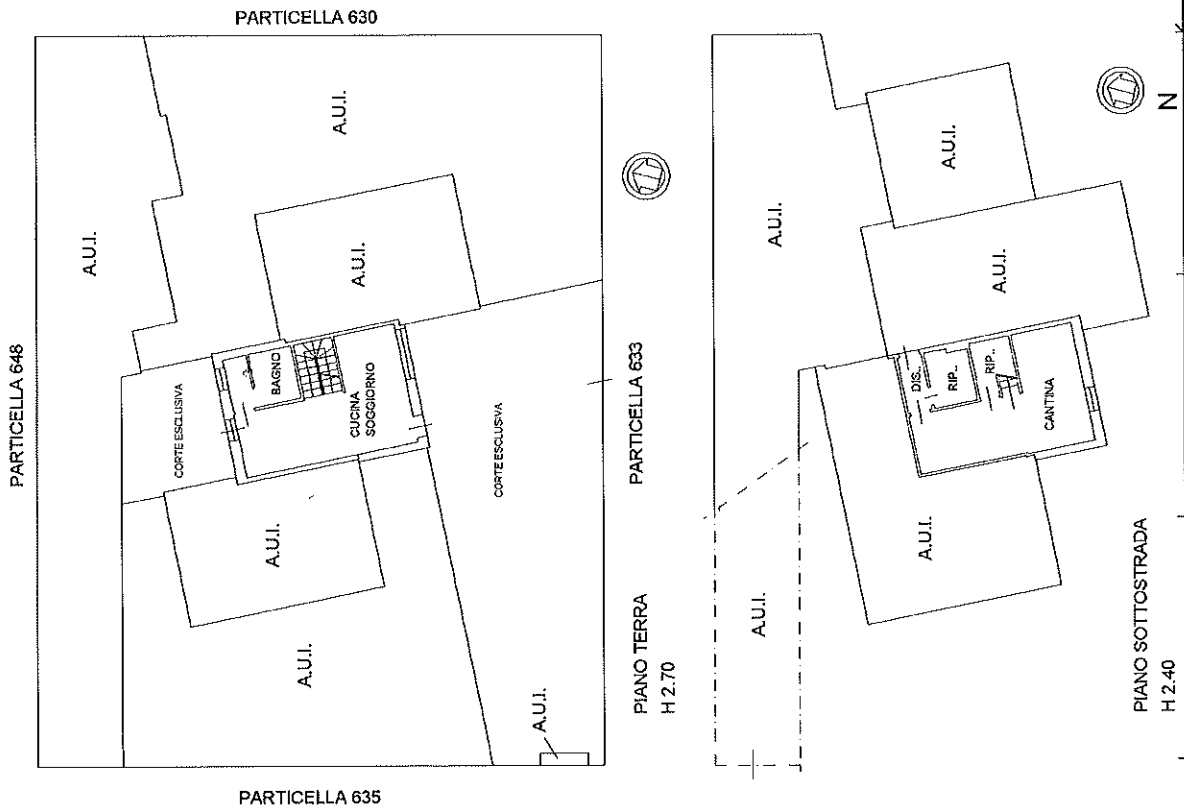 PARTICELLA 630
PARTICELLA 648
A.U.I.
A.U.I.
A.U.I.
CORTE ESCLUSIVA
BAGNO
CUCINA
SOGGIORNO
A.U.I.
A.U.I.
CORTE ESCLUSIVA
A.U.I.
PARTICELLA 633
PARTICELLA 635
PIANO TERRA
H 2.70
A.U.I.
A.U.I.
A.U.I.
DIS..
RIP..
RIP..
CANTINA
A.U.I.
A.U.I.
N
PIANO SOTTOSTRADA
H 2.40